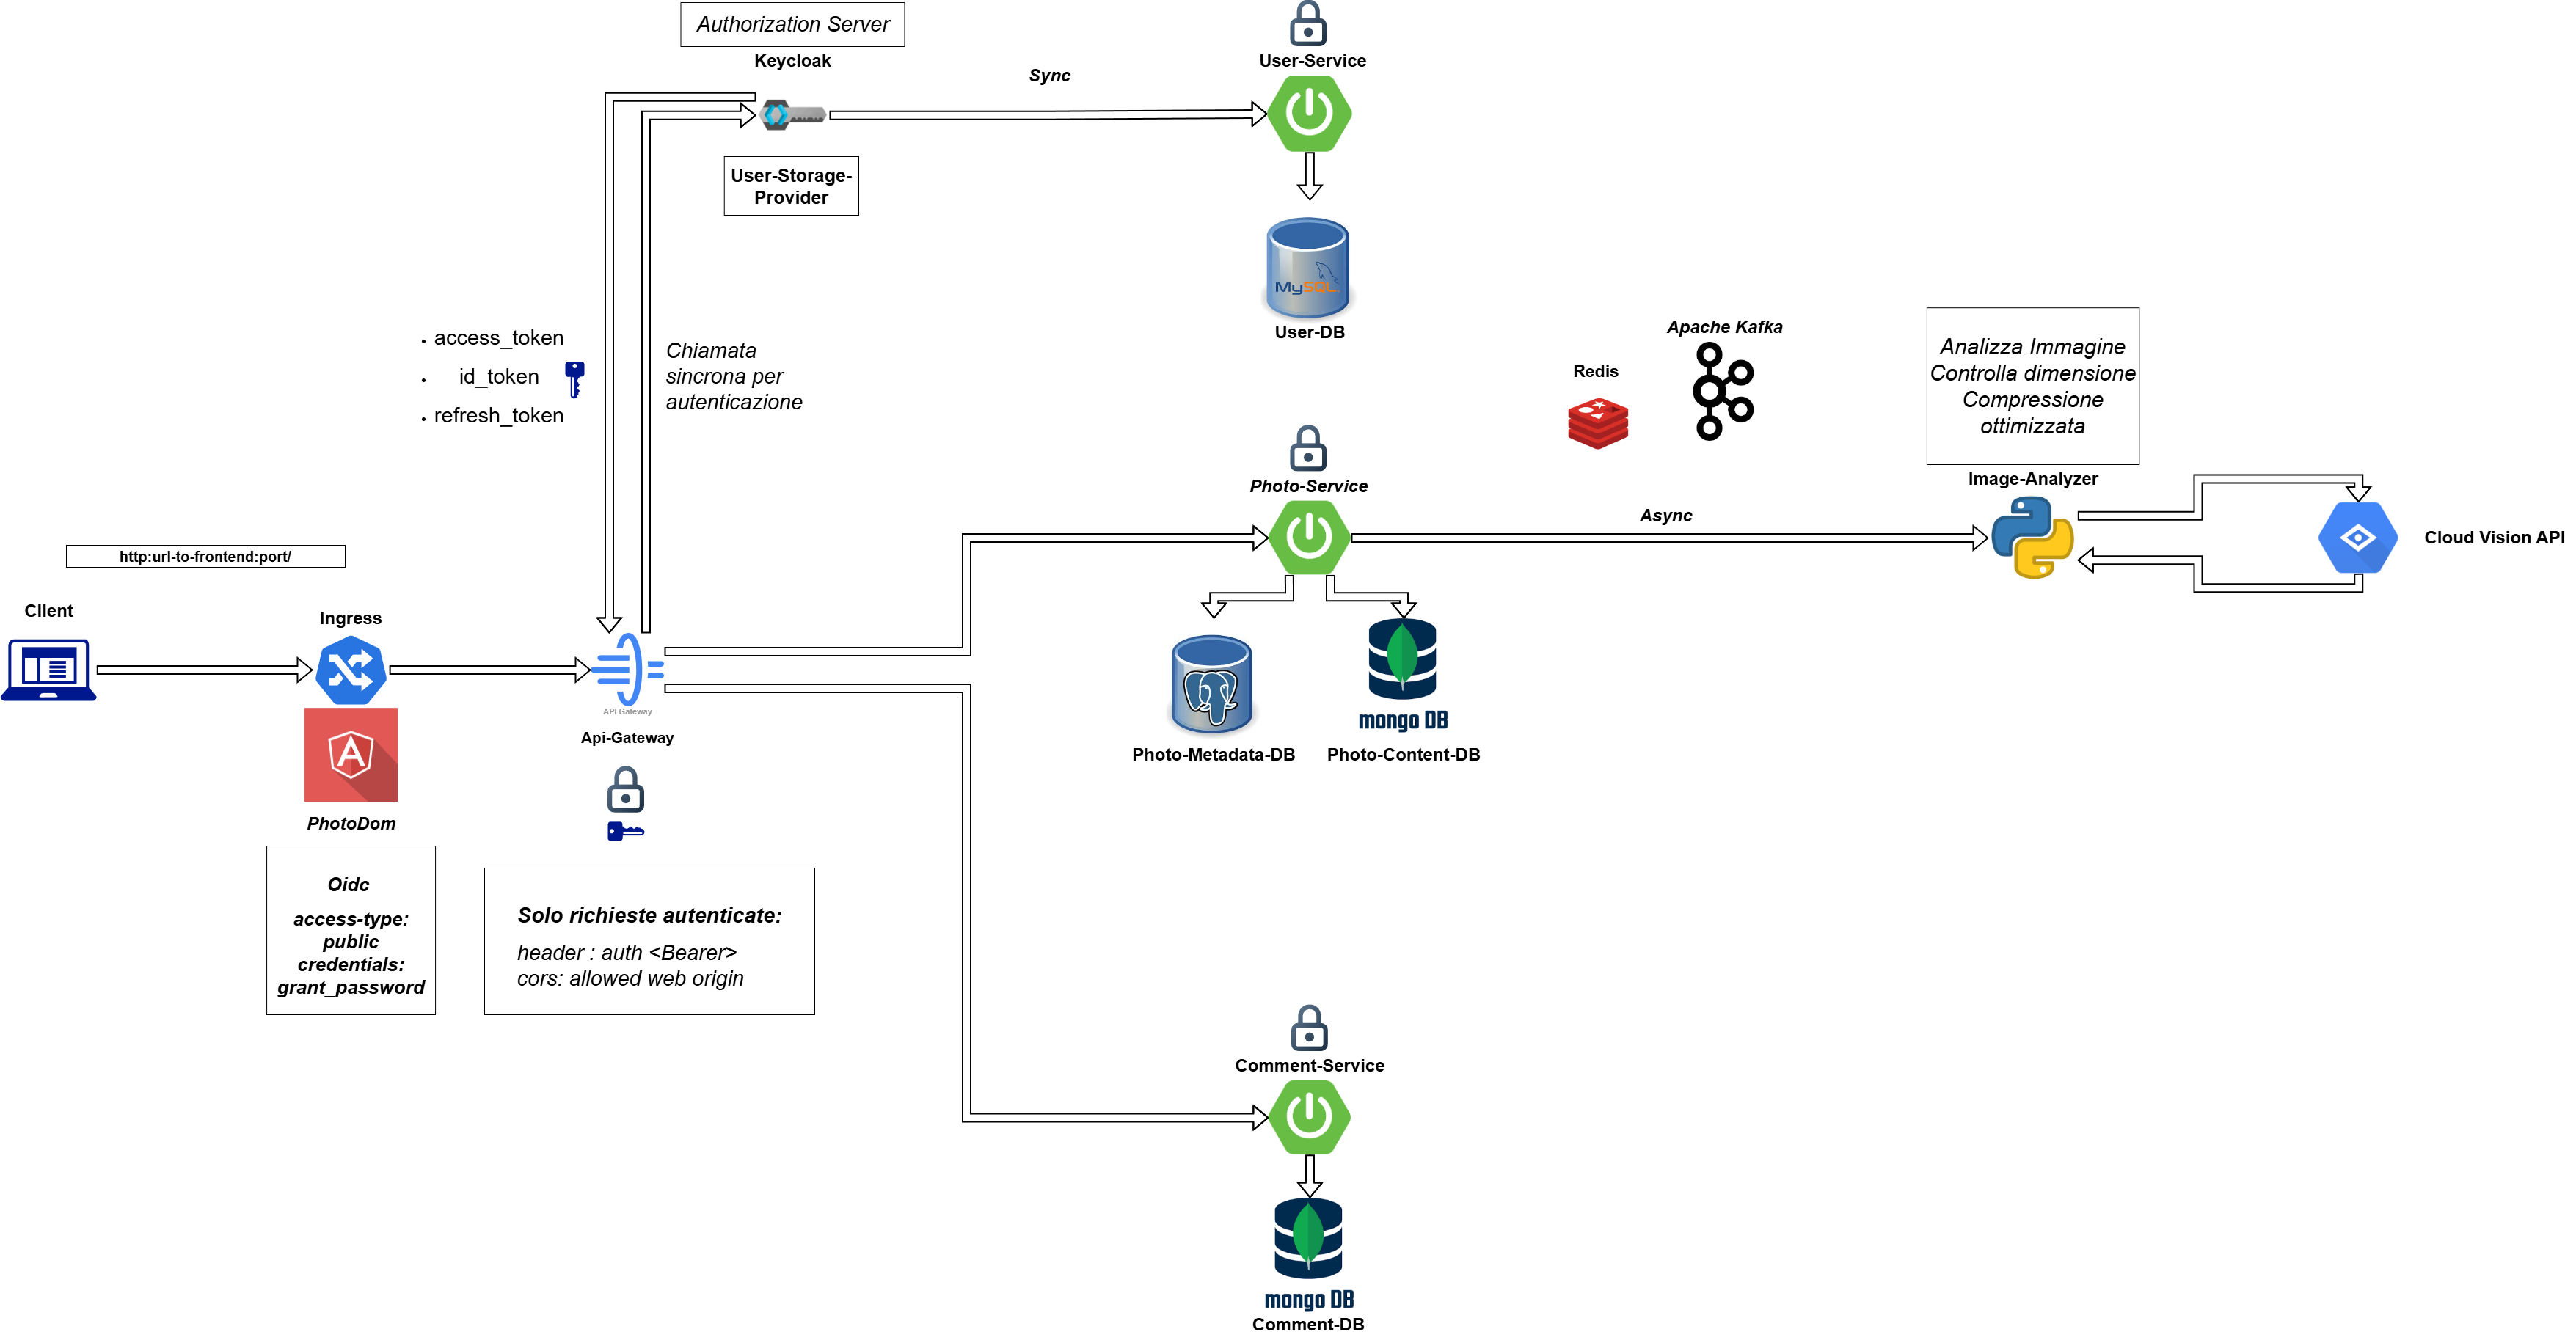 Authorization Server
Keycloak
User-Storage-
Provider
Sync
User-Service
MySQL
User-DB
access_token
id_token
refresh_token
Chiamata
sincrona per
autenticazione
Redis
Apache Kafka
Analizza Immagine
Controlla dimensione
Compressione
ottimizzata
Image-Analyzer
Cloud Vision API
Photo-Service
Async
http:url-to-frontend:port/
Client
Ingress
PhotoDom
API Gateway
Api-Gateway
mongo DB
Photo-Metadata-DB
Photo-Content-DB
Oidc
access-type:
public
credentials:
grant_password
Solo richieste autenticate:
header : auth <Bearer>
cors: allowed web origin
Comment-Service
mongo DB
Comment-DB